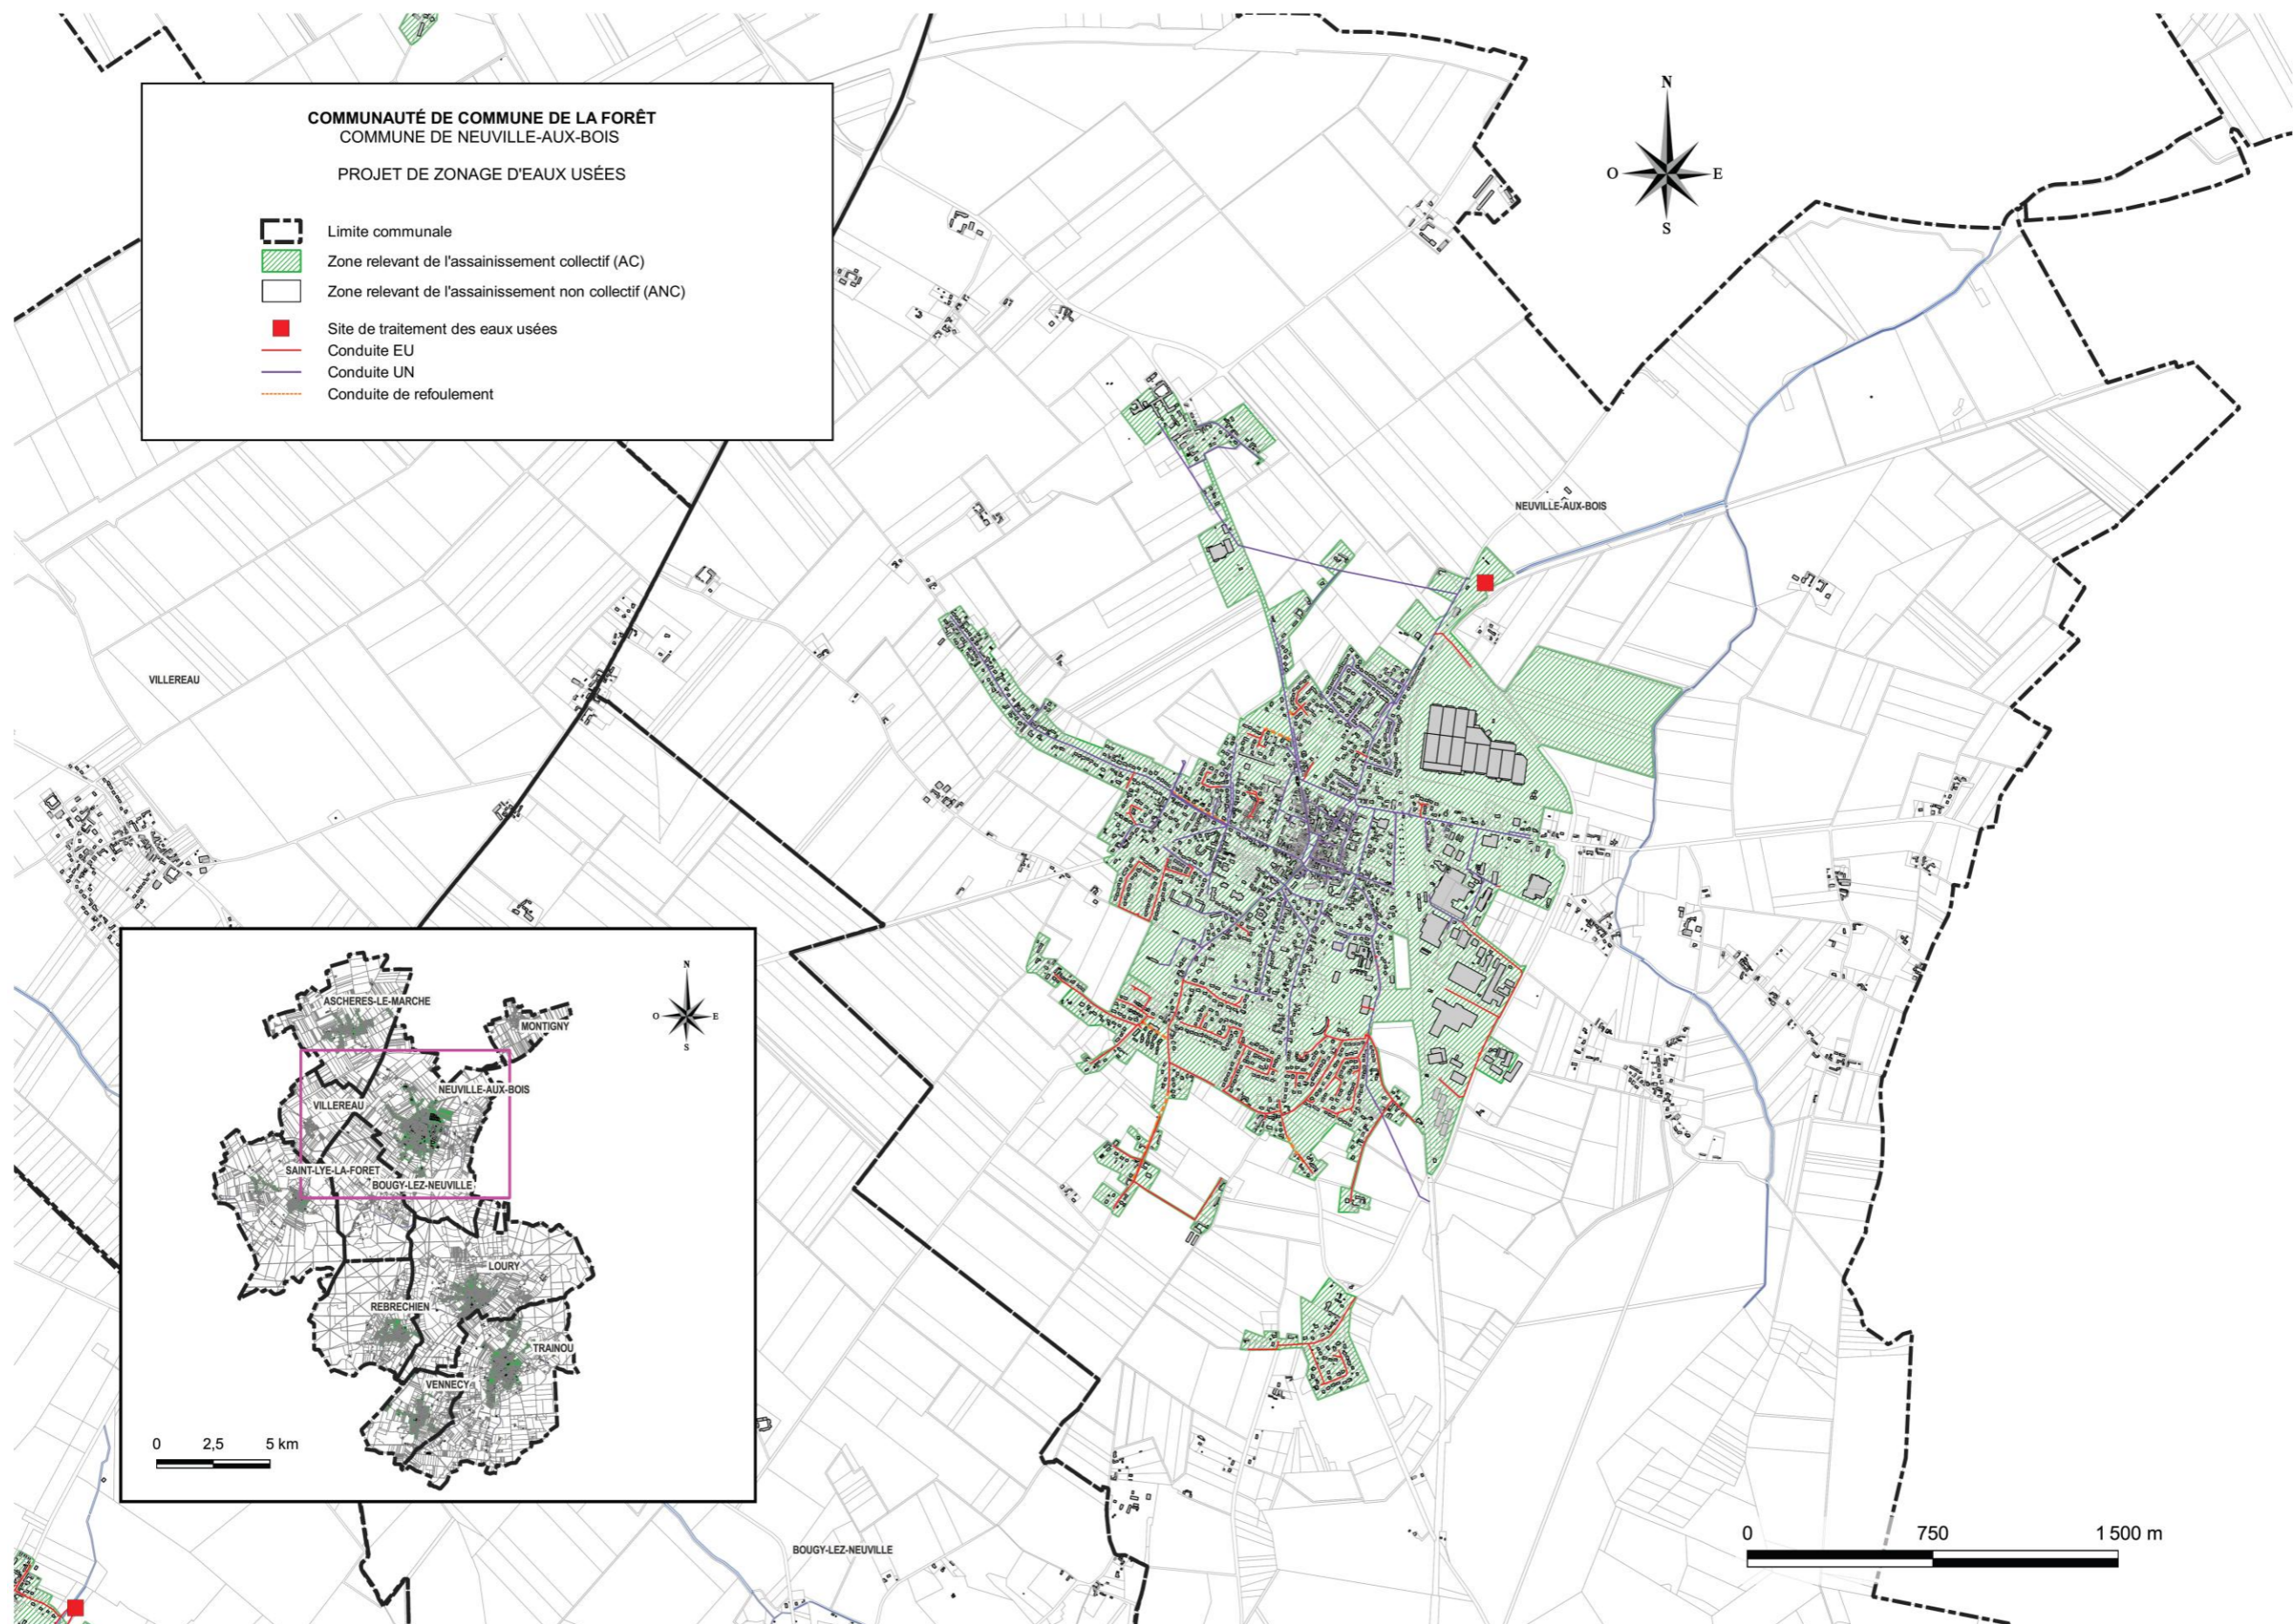 COMMUNAUTÉ DE COMMUNE DE LA FORÊT
COMMUNE DE NEUVILLE-AUX-BOIS
PROJET DE ZONAGE D'EAUX USÉES
Limite communale
Zone relevant de l'assainissement collectif (AC)
Zone relevant de l'assainissement non collectif (ANC)
Site de traitement des eaux usées
Conduite EU
Conduite UN
Conduite de refoulement
N
O
E
S
NEUVILLE-AUX-BOIS
VILLEREAU
N
O
E
S
ASCHERES-LE-MARCHE
MONTIGNY
NEUVILLE-AUX-BOIS
VILLEREAU
SAINT-LYE-LA-FORET
BOUGY-LEZ-NEUVILLE
LOURY
REBRECHIEN
TRAINOU
VENNECY
0 2,5 5 km
BOUGY-LEZ-NEUVILLE
0 750 1 500 m